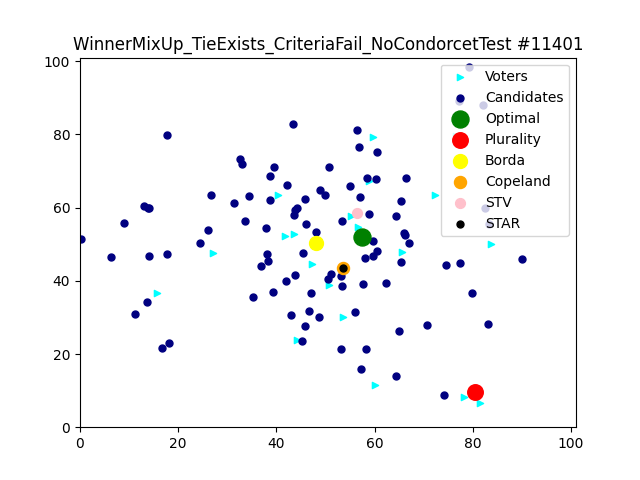 WinnerMixUp_TieExists_CriteriaFail_NoCondorcetTest #11401
100
80
60
40
20
0
0 20 40 60 80 100
Voters
Candidates
Optimal
Plurality
Borda
Copeland
STV
STAR